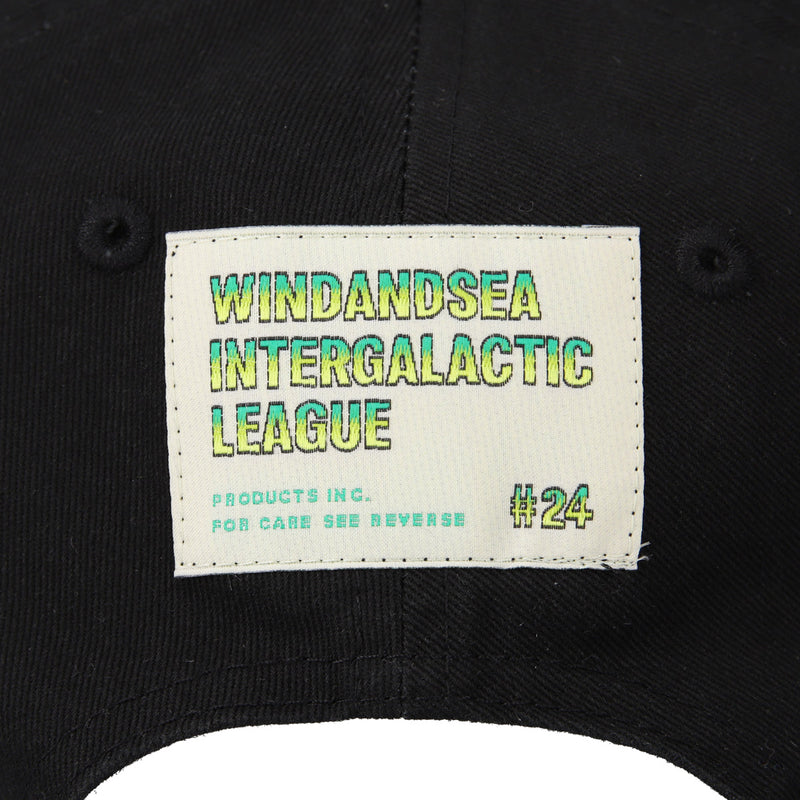 WINDANDSEA
INTERGALACTIC
LEAGUE
PRODUCTS INC.
FOR CARE SEE REVERSE
#24